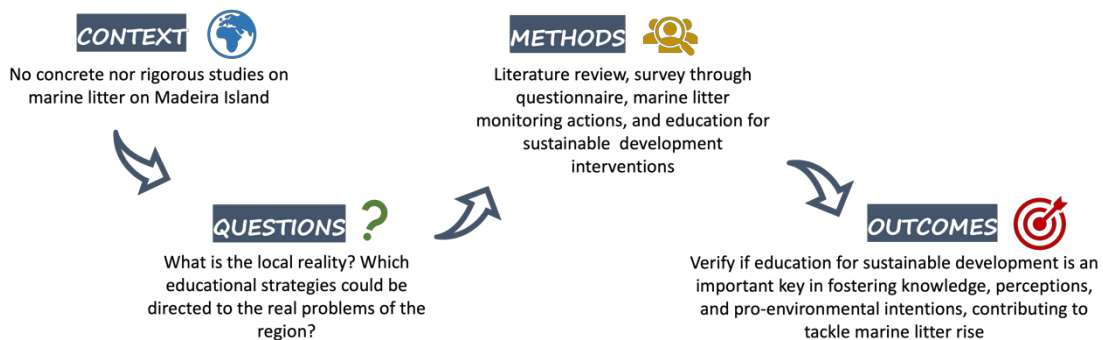 CONTEXT
No concrete nor rigorous studies on
marine litter on Madeira Island
QUESTIONS
What is the local reality? Which
educational strategies could be
directed to the real problems of the
region?
METHODS
Literature review, survey through
questionnaire, marine litter
monitoring actions, and education for
sustainable development
interventions
OUTCOMES
Verify if education for sustainable development is an
important key in fostering knowledge, perceptions,
and pro-environmental intentions, contributing to
tackle marine litter rise